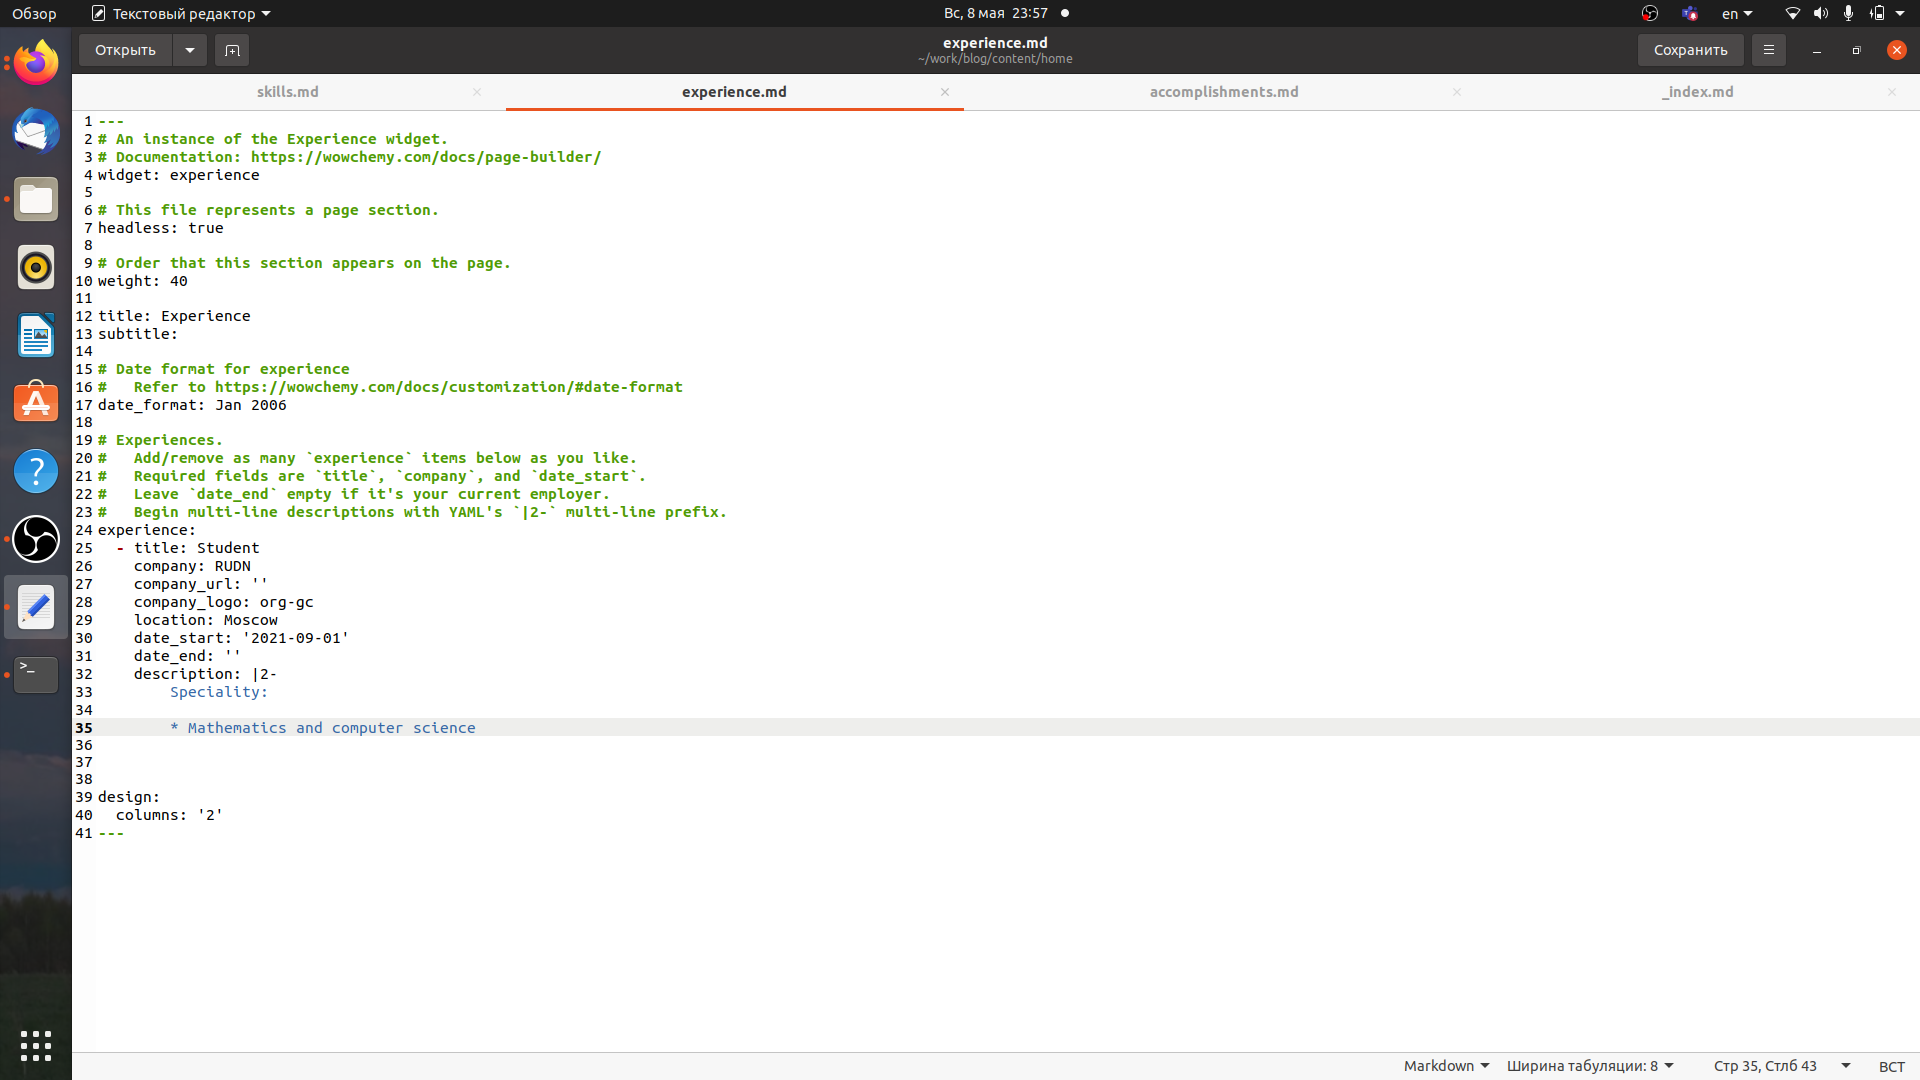 Обзор
Текстовый редактор
Вс, 8 мая 23:57
en
Открыть
experience.md
~/work/blog/content/home
Сохранить
skills.md
experience.md
accomplishments.md
_index.md
1 ---
2 # An instance of the Experience widget.
3 # Documentation: https://wowchemy.com/docs/page-builder/
4 widget: experience
5
6 # This file represents a page section.
7 headless: true
8
9 # Order that this section appears on the page.
10 weight: 40
11
12 title: Experience
13 subtitle:
14
15 # Date format for experience
16 #   Refer to https://wowchemy.com/docs/customization/#date-format
17 date_format: Jan 2006
18
19 # Experiences.
20 #   Add/remove as many `experience` items below as you like.
21 #   Required fields are `title`, `company`, and `date_start`.
22 #   Leave `date_end` empty if it's your current employer.
23 #   Begin multi-line descriptions with YAML's `|2-` multi-line prefix.
24 experience:
25   - title: Student
26     company: RUDN
27     company_url: ''
28     company_logo: org-gc
29     location: Moscow
30     date_start: '2021-09-01'
31     date_end: ''
32     description: |2-
33         Speciality:
34
35         * Mathematics and computer science
36
37
38
39 design:
40   columns: '2'
41 ---
Markdown
Ширина табуляции: 8
Стр 35, Стлб 43
ВСТ